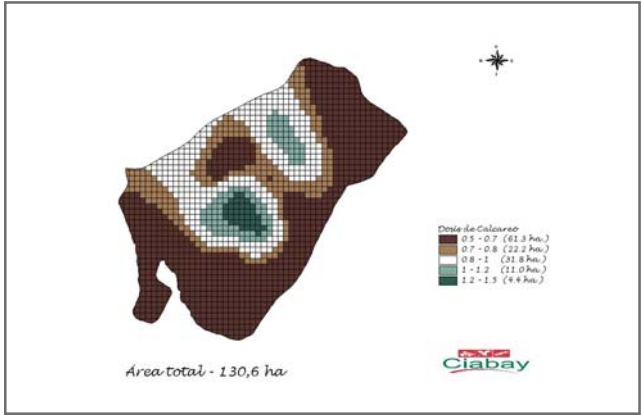 Dosis de Calcareo
0.5 - 0.7 (61.3 ha.)
0.7 - 0.8 (22.2 ha.)
0.8 - 1 (31.8 ha.)
1 - 1.2 (11.0 ha.)
1.2 - 1.5 (4.4 ha.)
Área total - 130,6 ha
Ciabay